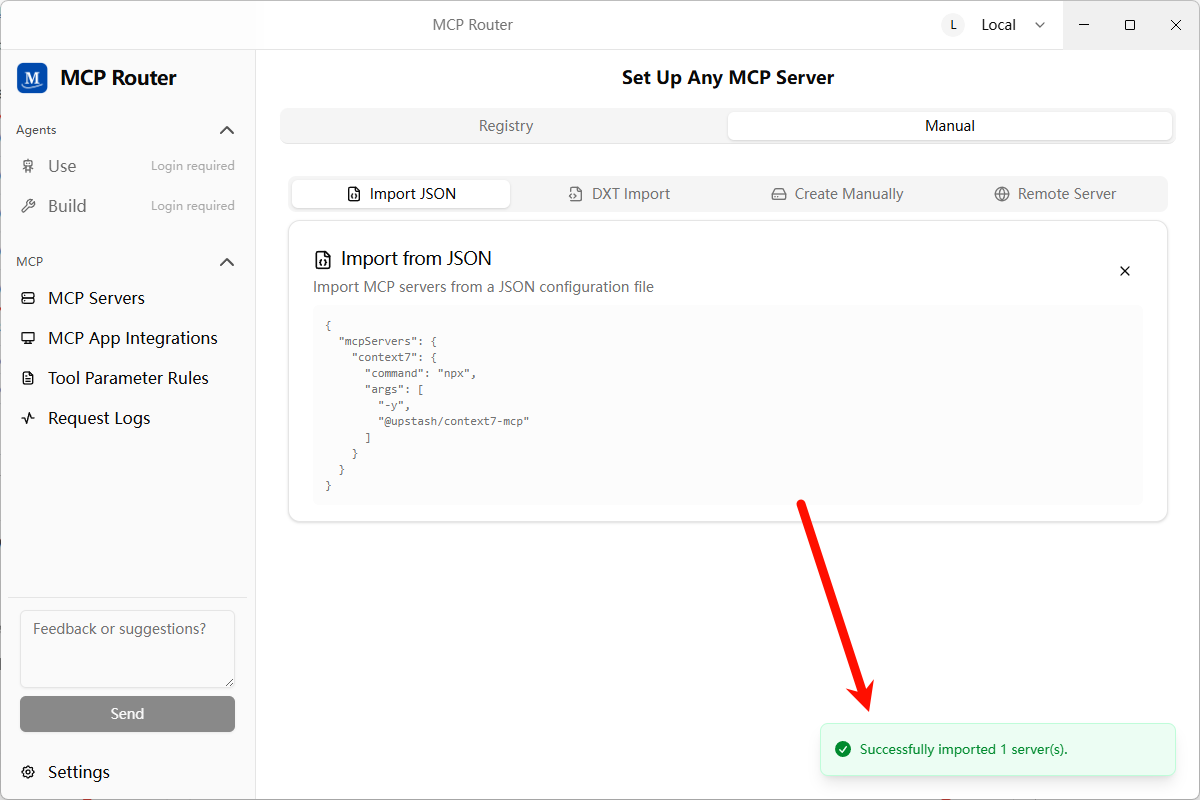 MCP Router
L
Local
M
MCP Router
Agents
Use
Login required
Build
Login required
MCP
MCP Servers
MCP App Integrations
Tool Parameter Rules
Request Logs
Feedback or suggestions?
Send
Settings
Set Up Any MCP Server
Registry
Manual
Import JSON
DXT Import
Create Manually
Remote Server
Import from JSON
Import MCP servers from a JSON configuration file
{
  "mcpServers": {
    "context7": {
      "command": "npx",
      "args": [
        "-y",
        "@upstash/context7-mcp"
      ]
    }
  }
}
Successfully imported 1 server(s).